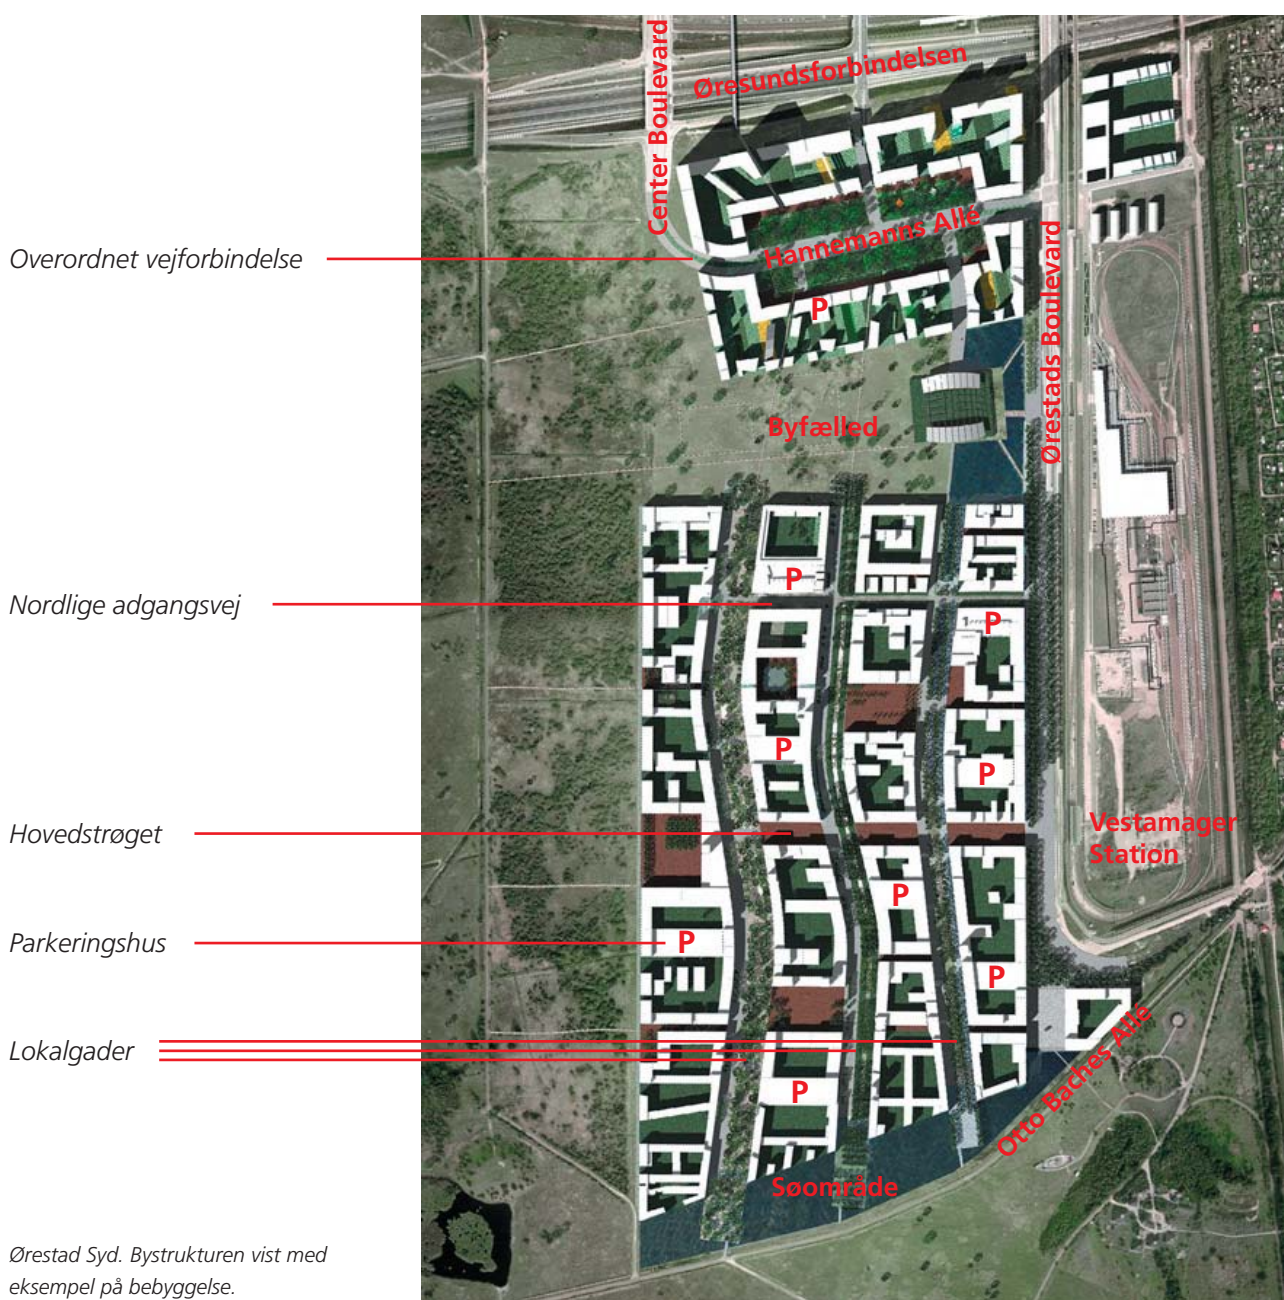 Øresundsforbindelsen
Center Boulevard
Hannemanns Allé
Overordnet vejforbindelse
P
Ørestads Boulevard
Byfælled
P
Nordlige adgangsvej
P
P
P
Hovedstrøget
Vestamager
Station
P
Parkeringshus
P
P
Lokalgader
P
Otto Baches Allé
Søområde
Ørestad Syd. Bystrukturen vist med
eksempel på bebyggelse.